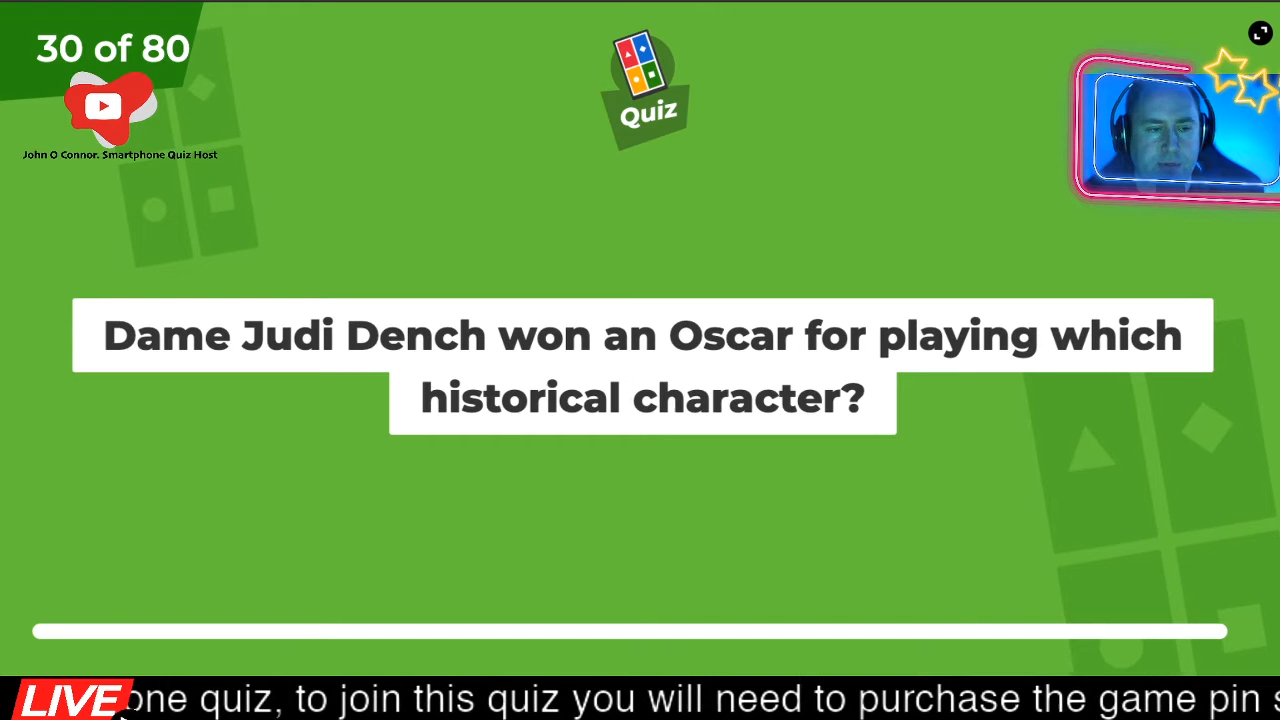 30 of 80
Quiz
John O Connor. Smartphone Quiz Host
Dame Judi Dench won an Oscar for playing which
historical character?
LIVE one quiz, to join this quiz you will need to purchase the game pin s